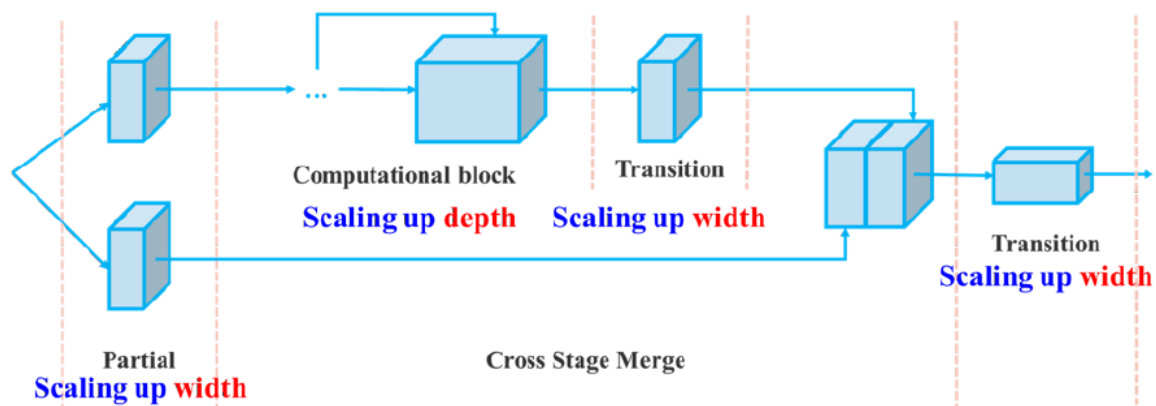 ...
Computational block
Scaling up depth
Transition
Scaling up width
Transition
Scaling up width
Partial
Scaling up width
Cross Stage Merge